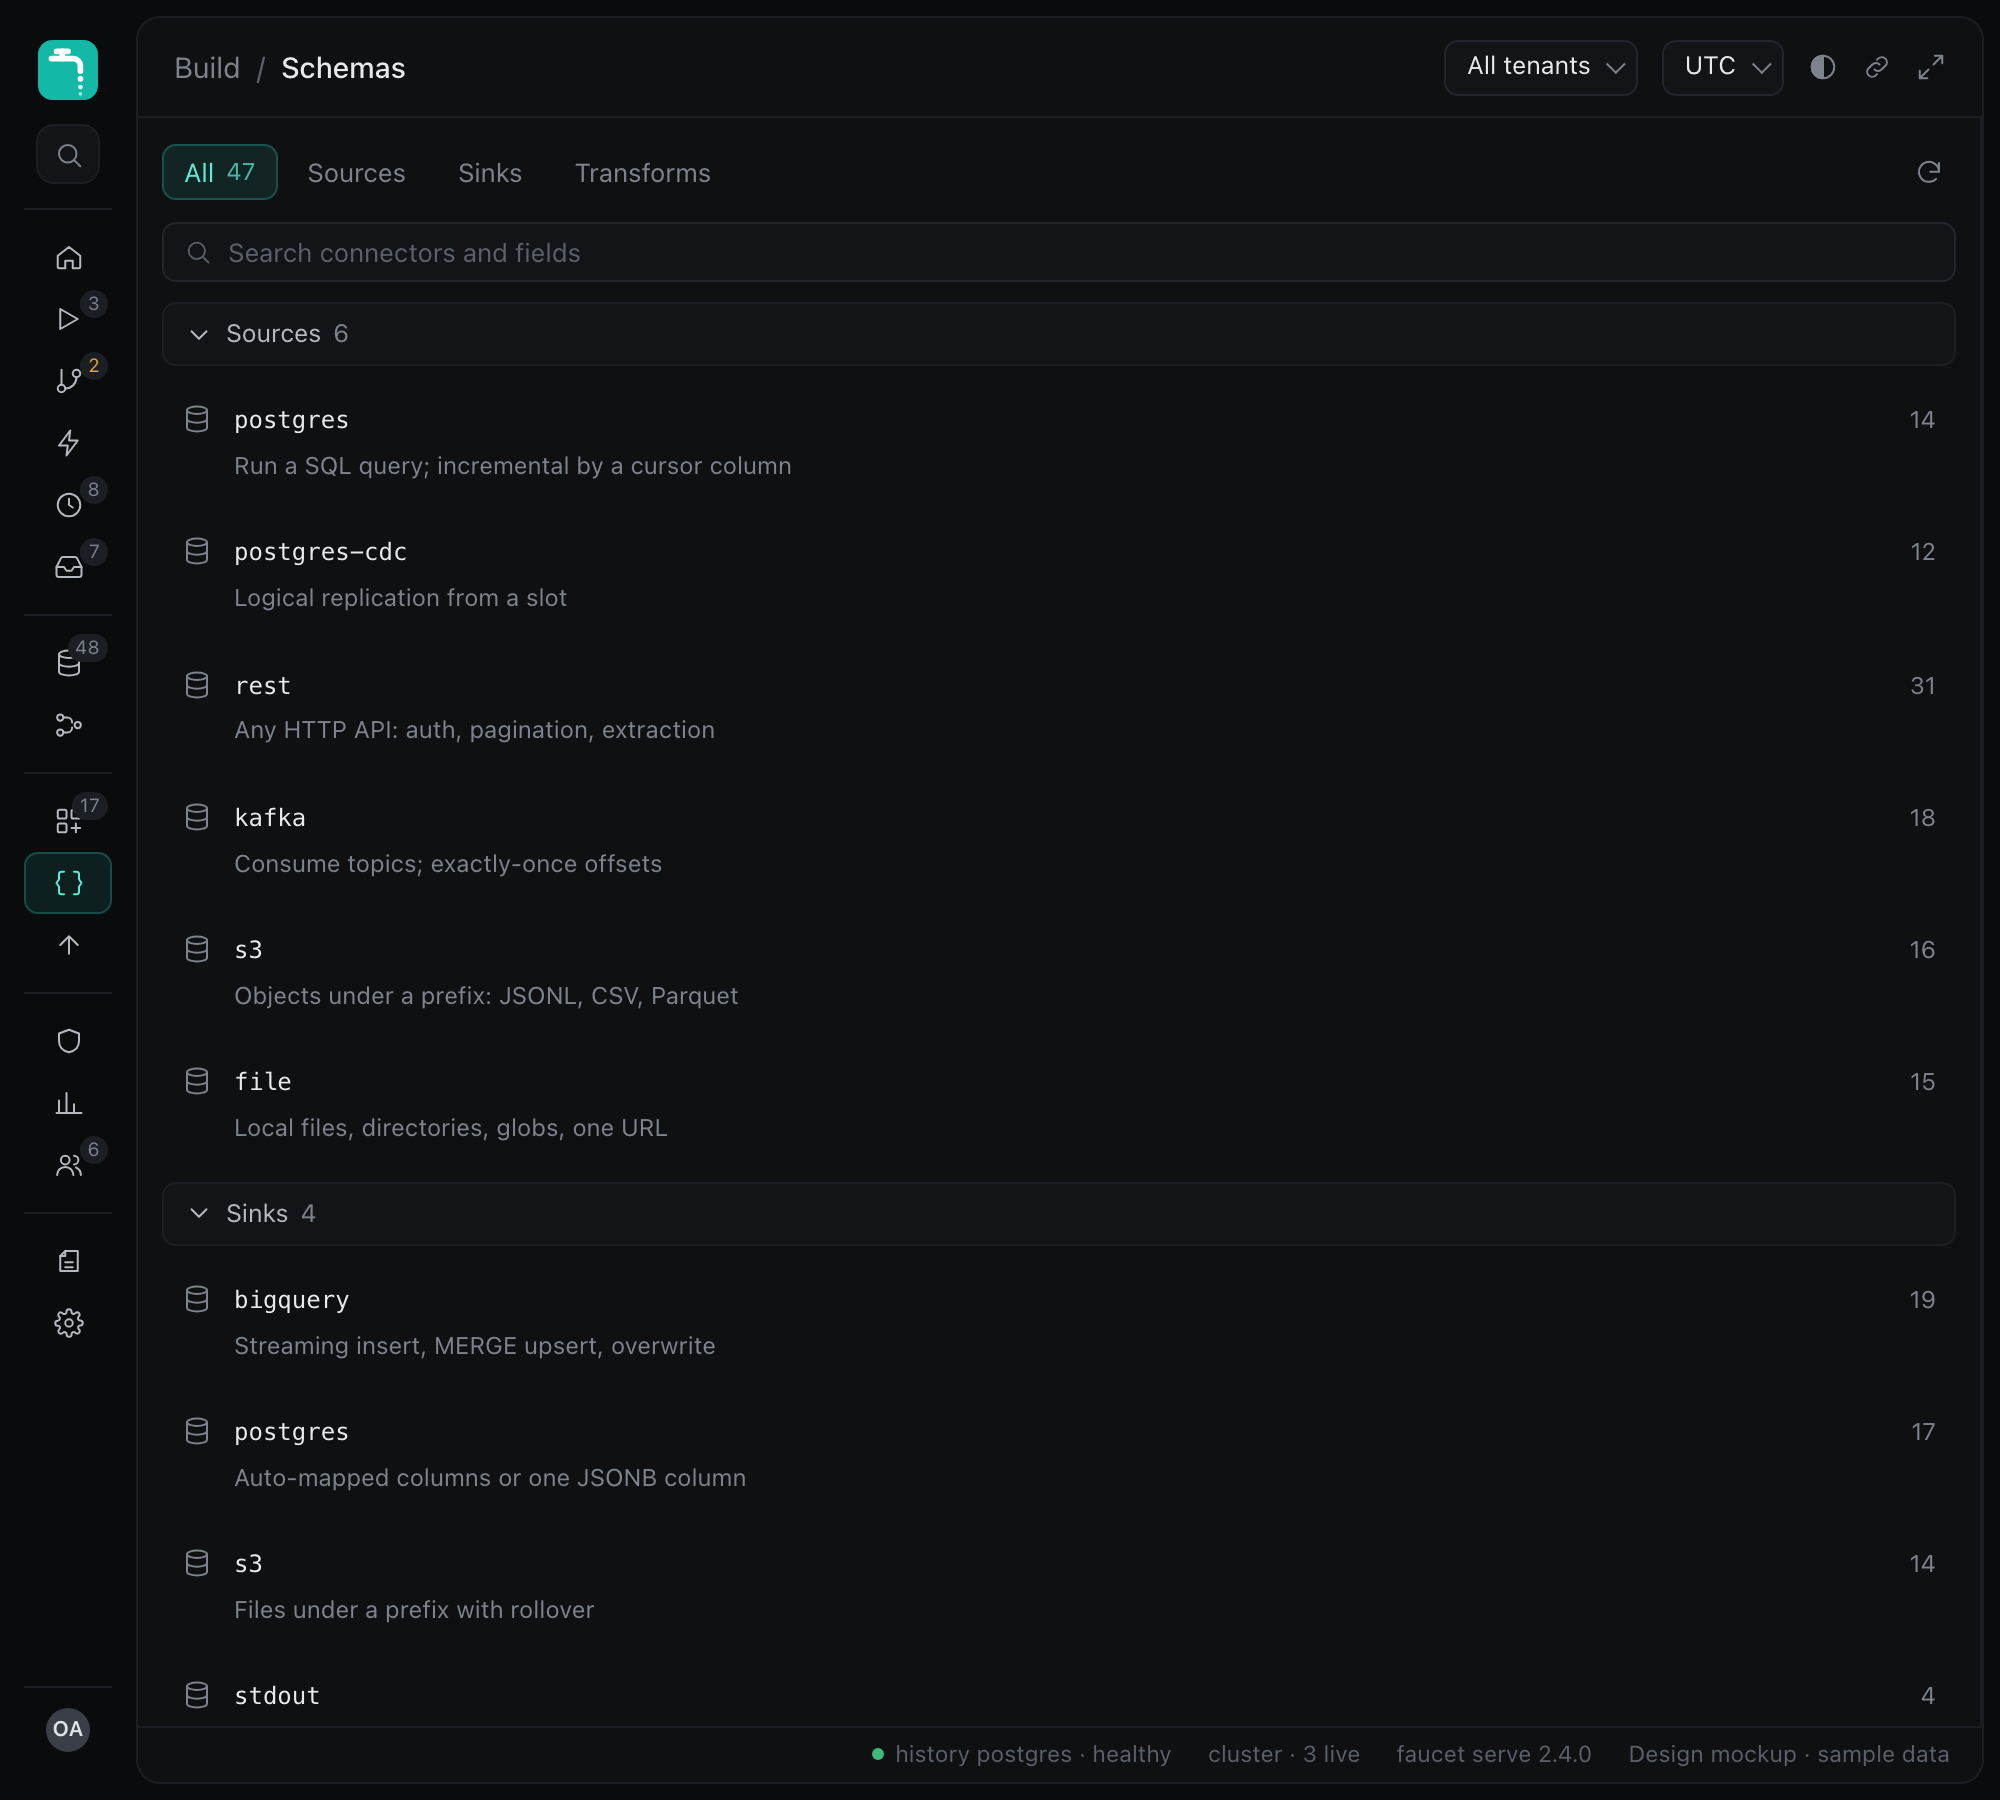 Build / Schemas
All tenants
UTC
All 47
Sources
Sinks
Transforms
Search connectors and fields
3
2
8
7
48
17
6
OA
Sources 6
postgres 14
Run a SQL query; incremental by a cursor column
postgres-cdc 12
Logical replication from a slot
rest 31
Any HTTP API: auth, pagination, extraction
kafka 18
Consume topics; exactly-once offsets
s3 16
Objects under a prefix: JSONL, CSV, Parquet
file 15
Local files, directories, globs, one URL
Sinks 4
bigquery 19
Streaming insert, MERGE upsert, overwrite
postgres 17
Auto-mapped columns or one JSONB column
s3 14
Files under a prefix with rollover
stdout 4
history postgres · healthy cluster · 3 live faucet serve 2.4.0 Design mockup · sample data